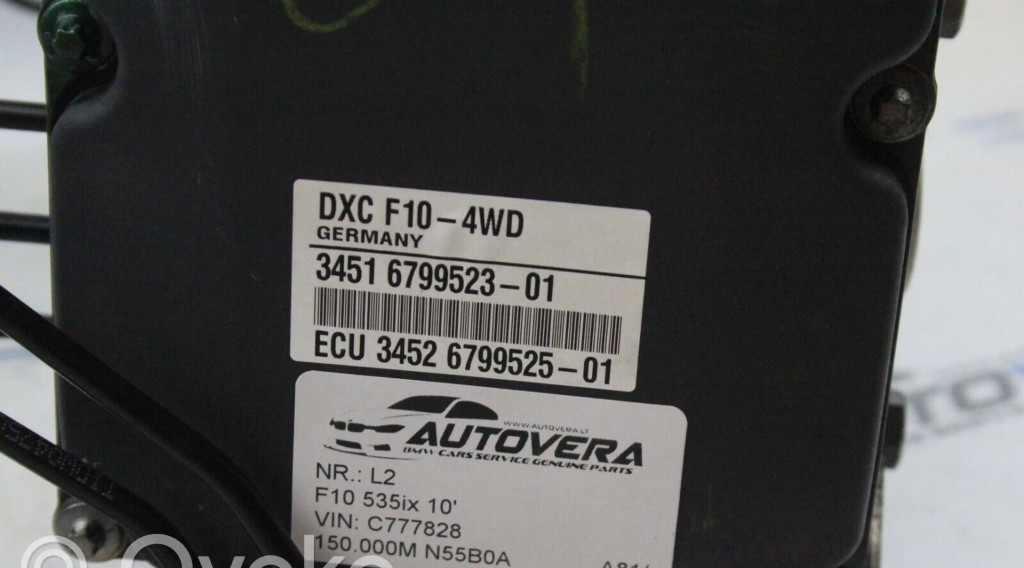 DXC F10-4WD
GERMANY
3451 6799523-01
ECU 3452 6799525-01
WWW.AUTOVERA.LT
AUTOVERA
BMW CARS SERVICE GENUINE PARTS
NR.: L2
F10 535ix 10'
VIN: C777828
150.000M N55B0A
Ovoko